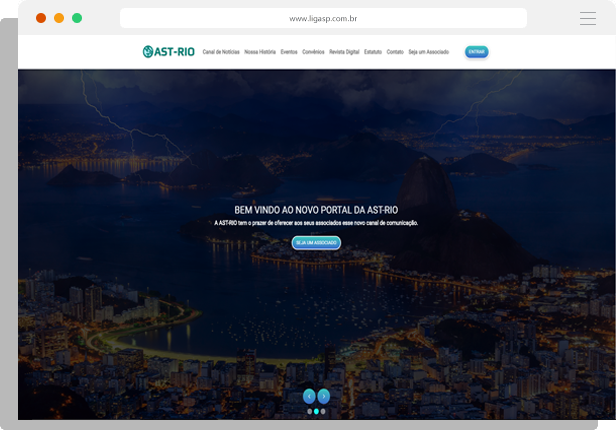 www.ligasp.com.br
AST-RIO Canal de Notícias Nossa História Eventos Convênios Revista Digital Estatuto Contato Seja um Associado ENTRAR
BEM VINDO AO NOVO PORTAL DA AST-RIO
A AST-RIO tem o prazer de oferecer aos seus associados esse novo canal de comunicação.
SEJA UM ASSOCIADO